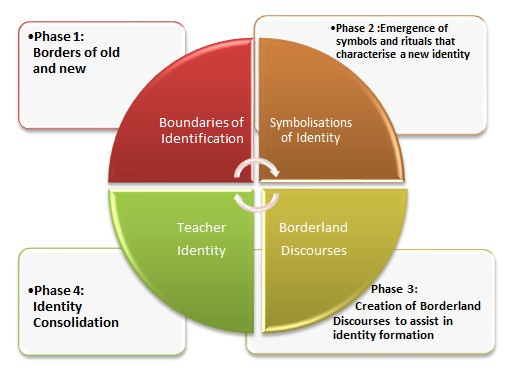 •Phase 1:
Borders of old
and new
•Phase 2 :Emergence of
symbols and rituals that
characterise a new identity
Boundaries of
Identification
Symbolisations
of Identity
Teacher
Identity
Borderland
Discourses
•Phase 4:
Identity
Consolidation
Phase 3:
Creation of Borderland
Discourses to assist in
identity formation